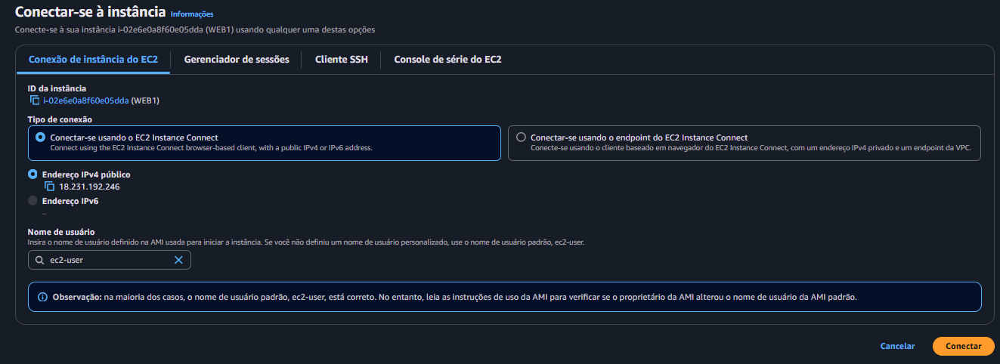 Conectar-se à instância Informações
Conecte-se à sua instância i-02e6e0a8f60e05dda (WEB1) usando qualquer uma destas opções
Conexão de instância do EC2 Gerenciador de sessões Cliente SSH Console de série do EC2
ID da instância
i-02e6e0a8f60e05dda (WEB1)
Tipo de conexão
Conectar-se usando o EC2 Instance Connect
Connect using the EC2 Instance Connect browser-based client, with a public IPv4 or IPv6 address.
Conectar-se usando o endpoint do EC2 Instance Connect
Conecte-se usando o cliente baseado em navegador do EC2 Instance Connect, com um endereço IPv4 privado e um endpoint da VPC.
Endereço IPv4 público
18.231.192.246
Endereço IPv6
–
Nome de usuário
Insira o nome de usuário definido na AMI usada para iniciar a instância. Se você não definiu um nome de usuário personalizado, use o nome de usuário padrão, ec2-user.
ec2-user
Observação: na maioria dos casos, o nome de usuário padrão, ec2-user, está correto. No entanto, leia as instruções de uso da AMI para verificar se o proprietário da AMI alterou o nome de usuário da AMI padrão.
Cancelar Conectar